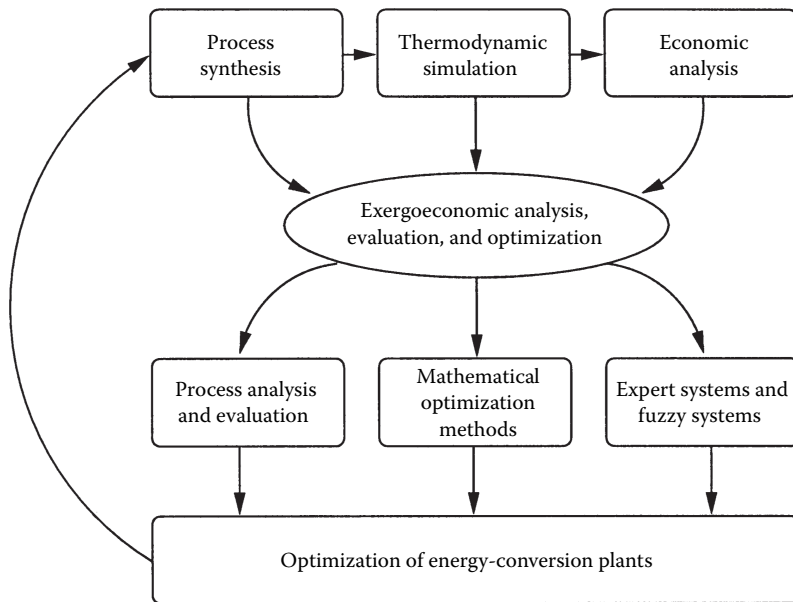 Process
synthesis
Thermodynamic
simulation
Economic
analysis
Exergoeconomic analysis,
evaluation, and optimization
Process analysis
and evaluation
Mathematical
optimization
methods
Expert systems and
fuzzy systems
Optimization of energy-conversion plants